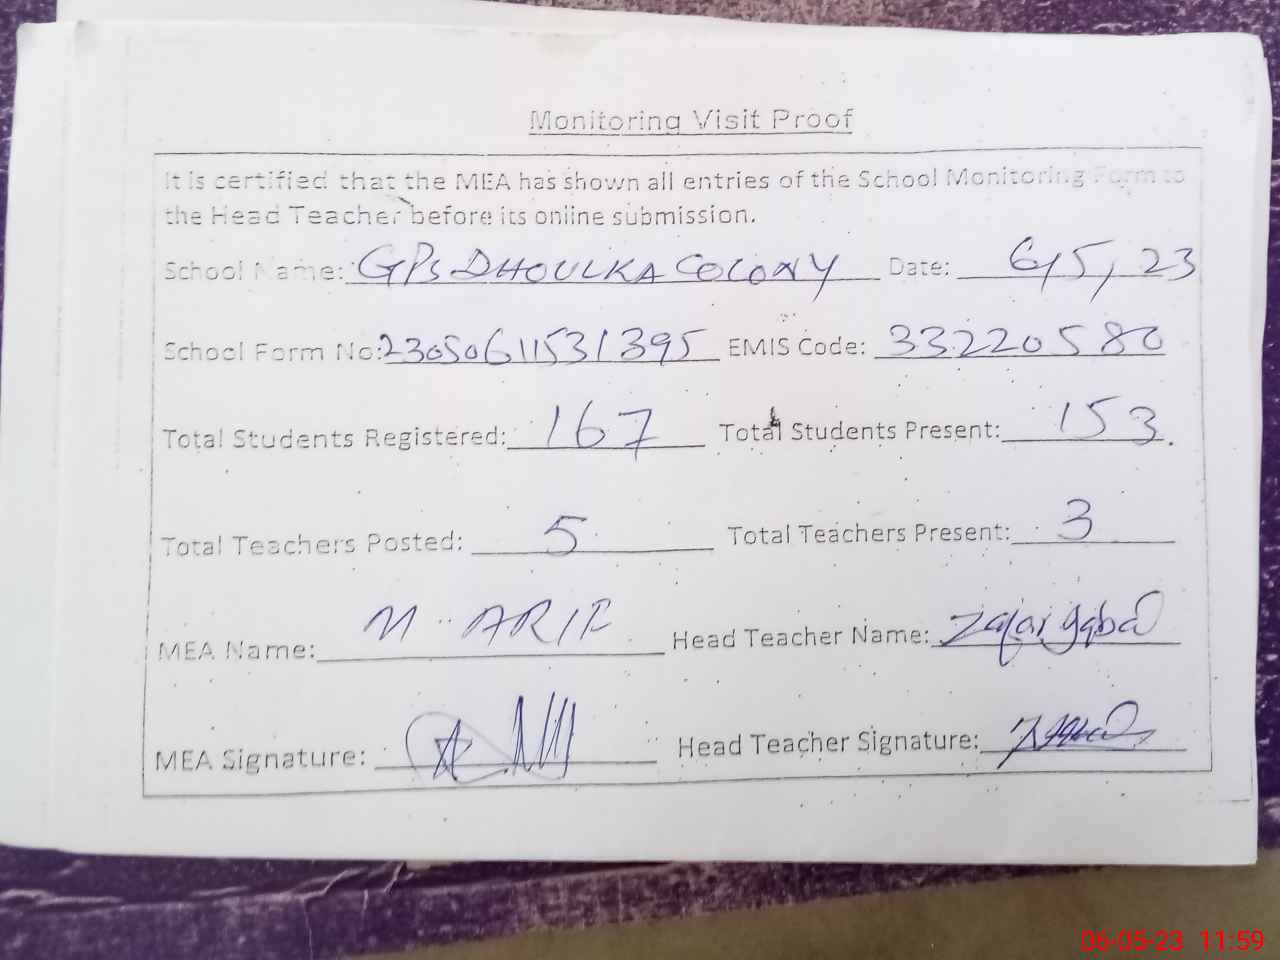 Monitoring Visit Proof
It is certified that the MEA has shown all entries of the School Monitoring Form to
the Head Teacher before its online submission.
School Name: GPS DHOULKA COLONY Date: 6/5/23
School Form No: 23050611531395 EMIS Code: 33220580
Total Students Registered: 167 Total Students Present: 153.
Total Teachers Posted: 5 Total Teachers Present: 3
MEA Name: M. ARIF Head Teacher Name: Zafar Iqbal
MEA Signature: Head Teacher Signature:
06-05-23 11:59